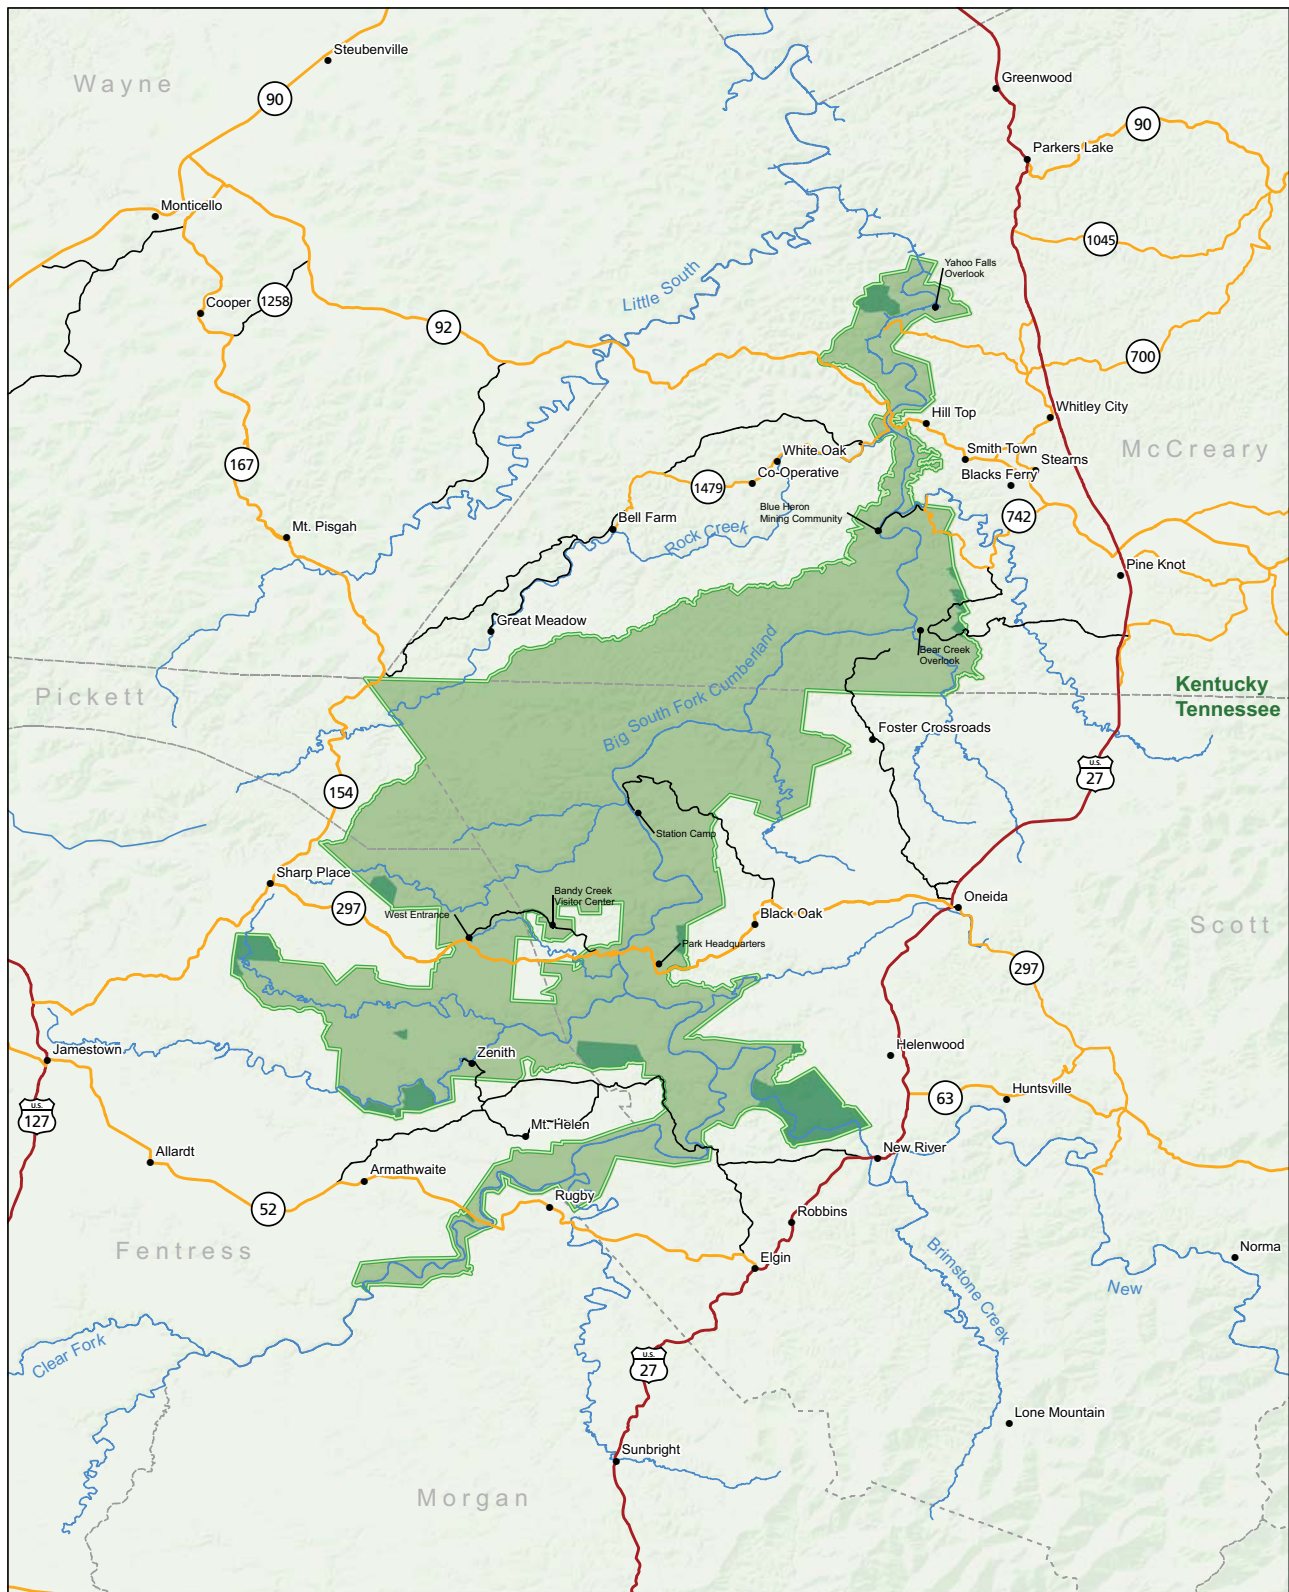 Steubenville
Wayne
90
Greenwood
90
Parkers Lake
Monticello
1045
Yahoo Falls
Overlook
Little South
Cooper
1258
92
700
Whitley City
Hill Top
McCreary
167
White Oak
Smith Town
Stearns
Co-Operative
Blacks Ferry
1479
Blue Heron
Mining Community
742
Bell Farm
Rock Creek
Mt. Pisgah
Pine Knot
Great Meadow
Bear Creek
Overlook
Big South Fork Cumberland
Pickett
Kentucky
Tennessee
Foster Crossroads
U.S.
27
154
Station Camp
Sharp Place
Bandy Creek
Visitor Center
297
West Entrance
Black Oak
Oneida
Scott
Park Headquarters
297
Jamestown
Zenith
Helenwood
U.S.
127
63
Huntsville
Mt. Helen
Allardt
Armathwaite
New River
52
Rugby
Robbins
Fentress
Elgin
Brimstone Creek
Norma
New
Clear Fork
U.S.
27
Lone Mountain
Sunbright
Morgan